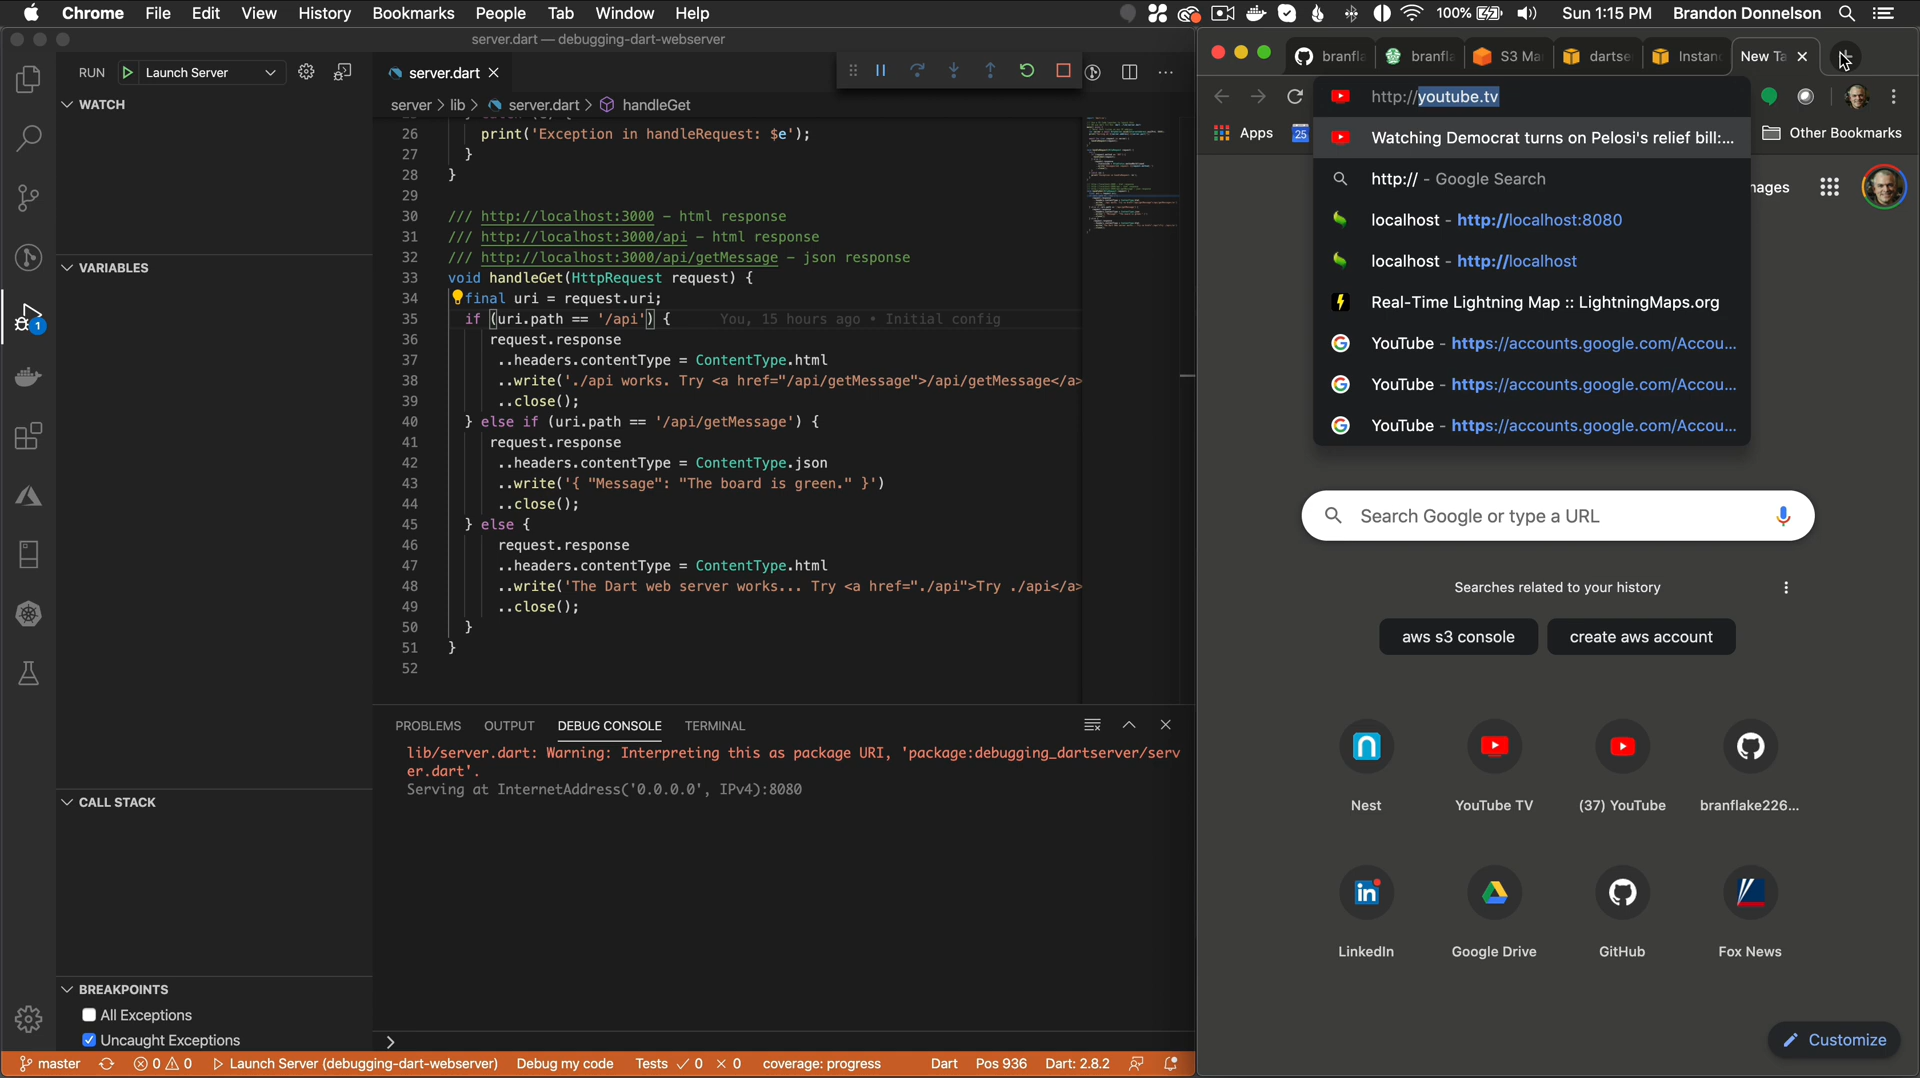 Chrome File Edit View History Bookmarks People Tab Window Help
100% Sun 1:15 PM Brandon Donnelson
server.dart — debugging-dart-webserver
RUN Launch Server
server.dart
WATCH
VARIABLES
CALL STACK
BREAKPOINTS
All Exceptions
Uncaught Exceptions
1
server > lib > server.dart > handleGet
26 print('Exception in handleRequest: $e');
27 }
28 }
29
30 /// http://localhost:3000 - html response
31 /// http://localhost:3000/api - html response
32 /// http://localhost:3000/api/getMessage - json response
33 void handleGet(HttpRequest request) {
34 final uri = request.uri;
35 if (uri.path == '/api') { You, 15 hours ago • Initial config
36 request.response
37 ..headers.contentType = ContentType.html
38 ..write('./api works. Try <a href="/api/getMessage">/api/getMessage</a>
39 ..close();
40 } else if (uri.path == '/api/getMessage') {
41 request.response
42 ..headers.contentType = ContentType.json
43 ..write('{ "Message": "The board is green." }')
44 ..close();
45 } else {
46 request.response
47 ..headers.contentType = ContentType.html
48 ..write('The Dart web server works... Try <a href="./api">Try ./api</a>
49 ..close();
50 }
51 }
52
PROBLEMS OUTPUT DEBUG CONSOLE TERMINAL
lib/server.dart: Warning: Interpreting this as package URI, 'package:debugging_dartserver/serv
er.dart'.
Serving at InternetAddress('0.0.0.0', IPv4):8080
master 0 0 Launch Server (debugging-dart-webserver) Debug my code Tests 0 0 coverage: progress Dart Pos 936 Dart: 2.8.2
branfla branfla S3 Ma dartse Instan New Ta
http://youtube.tv
Apps 25 Other Bookmarks
Watching Democrat turns on Pelosi's relief bill:...
http:// - Google Search
localhost - http://localhost:8080
localhost - http://localhost
Real-Time Lightning Map :: LightningMaps.org
YouTube - https://accounts.google.com/Accou...
YouTube - https://accounts.google.com/Accou...
YouTube - https://accounts.google.com/Accou...
mages
Search Google or type a URL
Searches related to your history
aws s3 console create aws account
Nest YouTube TV (37) YouTube branflake226...
LinkedIn Google Drive GitHub Fox News
Customize